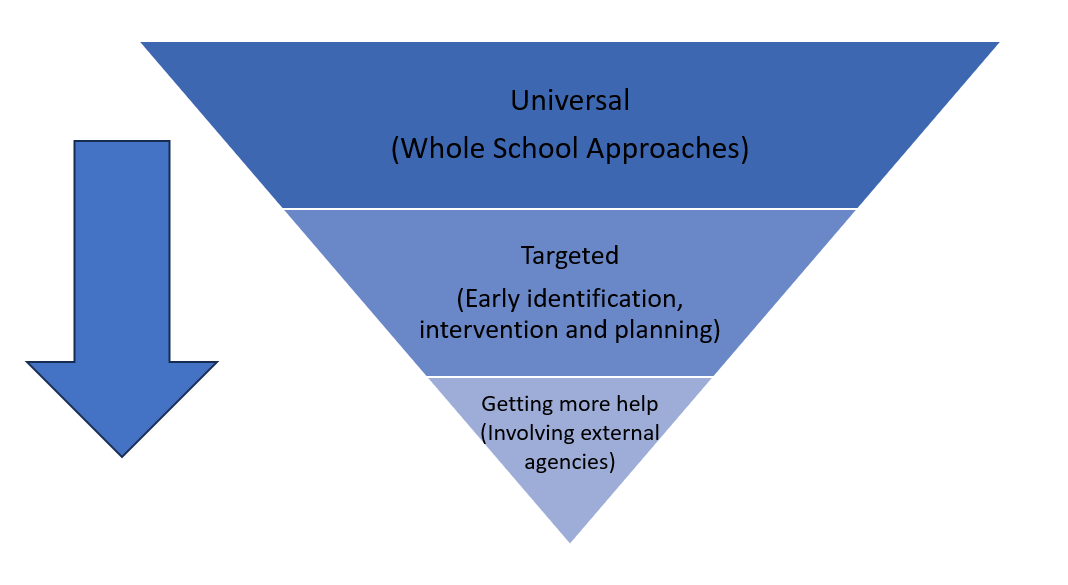 Universal
(Whole School Approaches)
Targeted
(Early identification,
intervention and planning)
Getting more help
(Involving external
agencies)